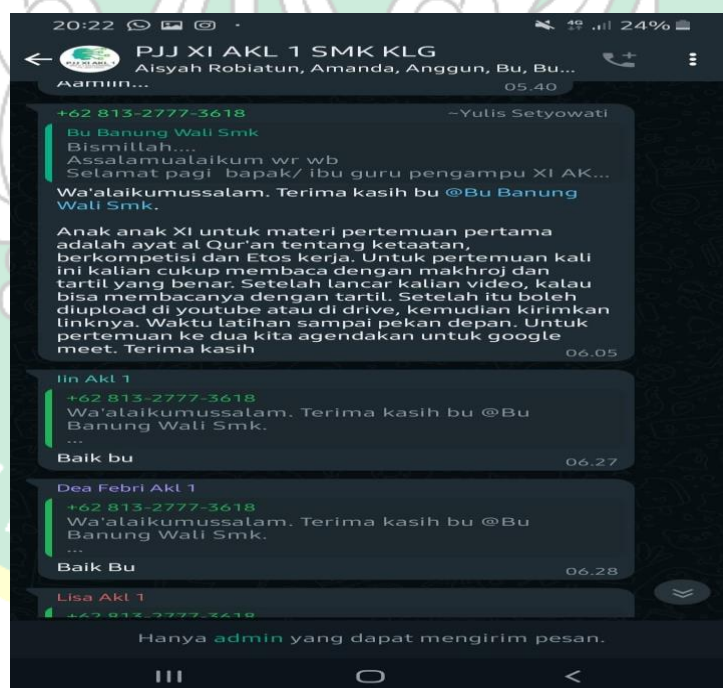 20:22
4G
24%
PJJ XI AKL 1 SMK KLG
Aisyah Robiatun, Amanda, Anggun, Bu, Bu...
Aamiin...
05.40
+62 813-2777-3618 ~Yulis Setyowati
Bu Banung Wali Smk
Bismillah....
Assalamualaikum wr wb
Selamat pagi bapak/ ibu guru pengampu XI AK...
Wa'alaikumussalam. Terima kasih bu @Bu Banung
Wali Smk.
Anak anak XI untuk materi pertemuan pertama
adalah ayat al Qur'an tentang ketaatan,
berkompetisi dan Etos kerja. Untuk pertemuan kali
ini kalian cukup membaca dengan makhroj dan
tartil yang benar. Setelah lancar kalian video, kalau
bisa membacanya dengan tartil. Setelah itu boleh
diupload di youtube atau di drive, kemudian kirimkan
linknya. Waktu latihan sampai pekan depan. Untuk
pertemuan ke dua kita agendakan untuk google
meet. Terima kasih
06.05
Iin Akl 1
+62 813-2777-3618
Wa'alaikumussalam. Terima kasih bu @Bu
Banung Wali Smk.
...
Baik bu
06.27
Dea Febri Akl 1
+62 813-2777-3618
Wa'alaikumussalam. Terima kasih bu @Bu
Banung Wali Smk.
...
Baik Bu
06.28
Lisa Akl 1
+62 813-2777-3618
Hanya admin yang dapat mengirim pesan.